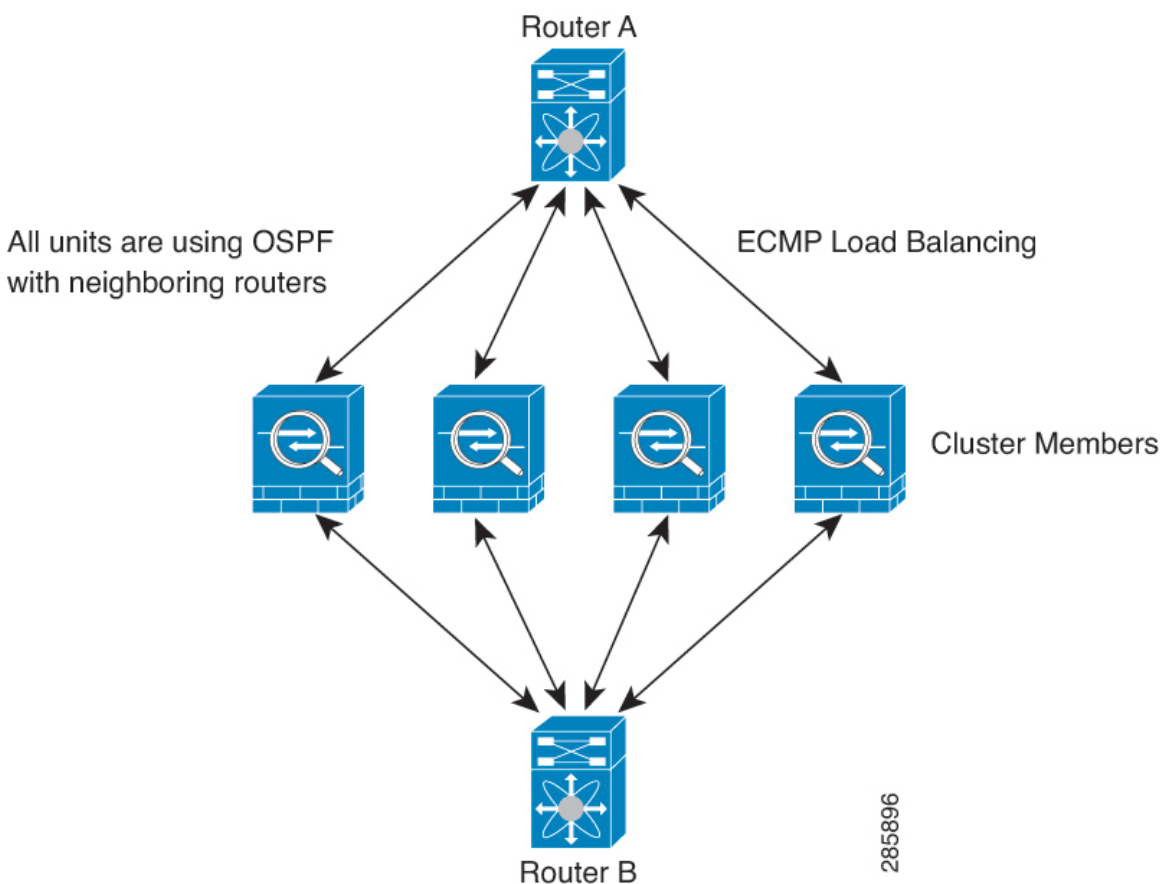 Router A
All units are using OSPF
with neighboring routers
ECMP Load Balancing
Cluster Members
Router B
285896